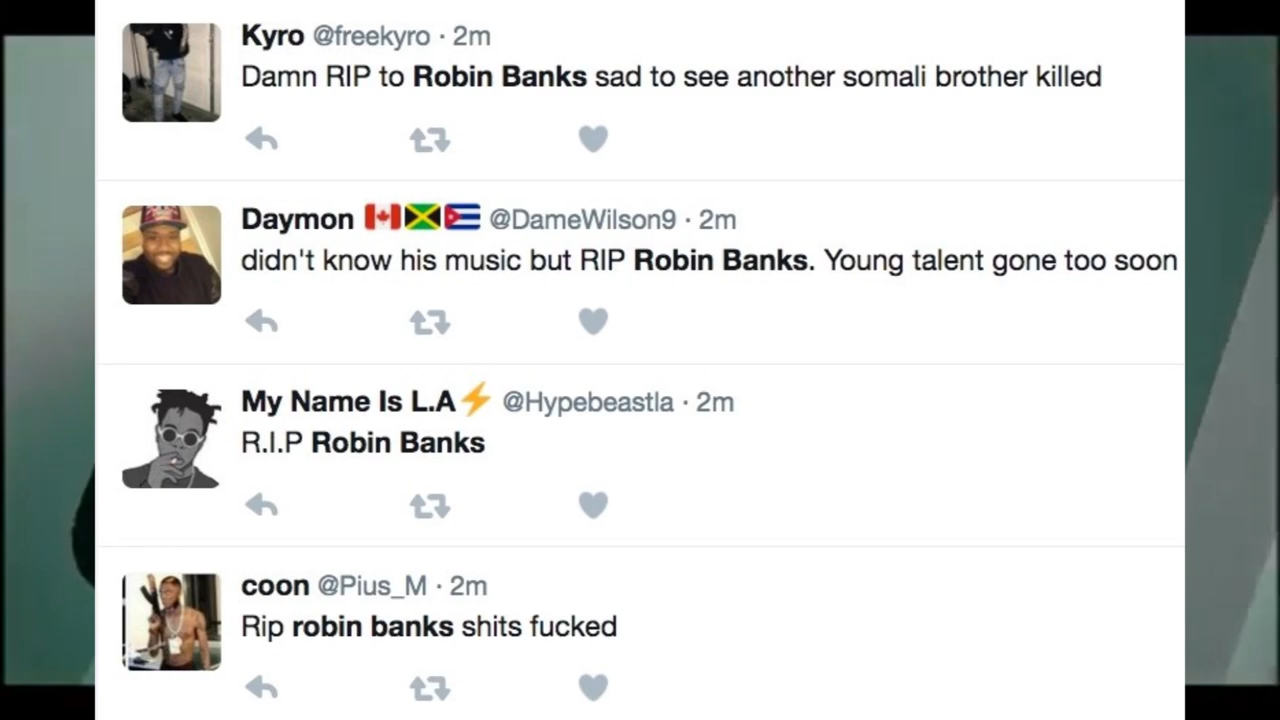 Kyro @freekyro · 2m
Damn RIP to Robin Banks sad to see another somali brother killed
Daymon 🇨🇦🇯🇲🇨🇺 @DameWilson9 · 2m
didn't know his music but RIP Robin Banks. Young talent gone too soon
My Name Is L.A⚡ @Hypebeastla · 2m
R.I.P Robin Banks
coon @Pius_M · 2m
Rip robin banks shits fucked